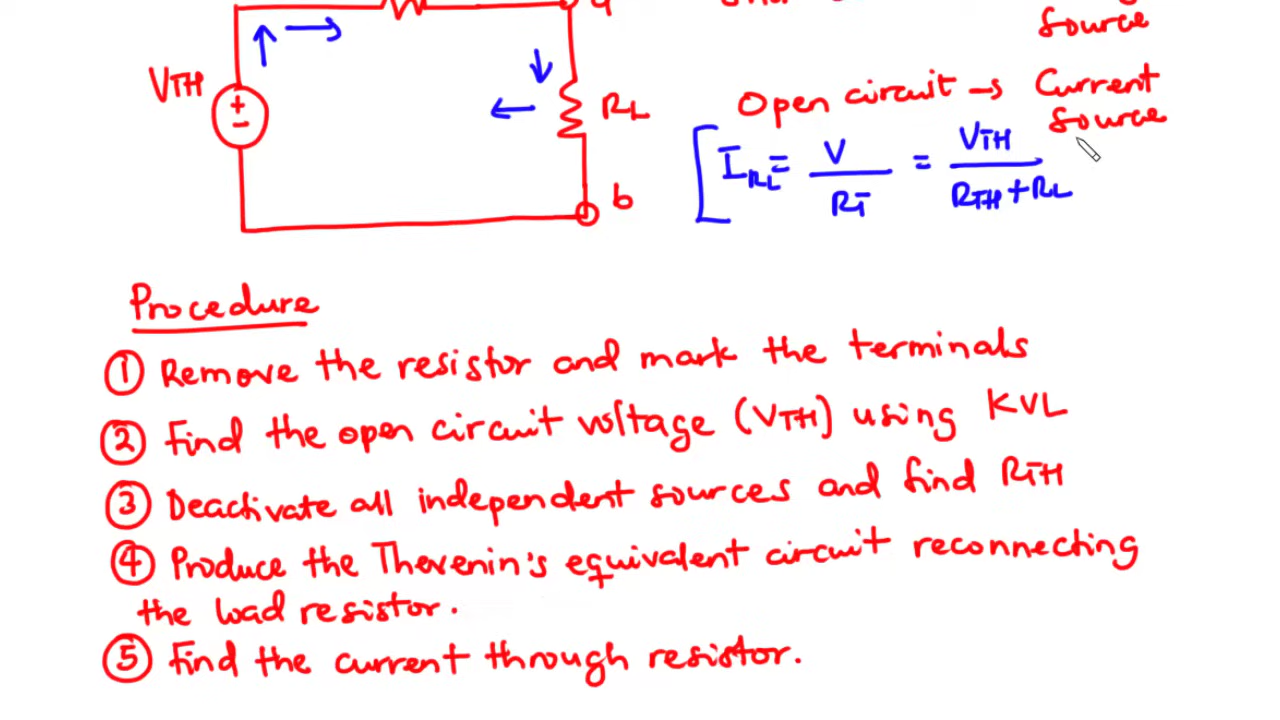 a
source
VTH
+
-
RL
b
Open circuit → Current
source
IRL = V / RT = VTH / RTH + RL
Procedure
① Remove the resistor and mark the terminals
② Find the open circuit voltage (VTH) using KVL
③ Deactivate all independent sources and find RTH
④ Produce the Thevenin's equivalent circuit reconnecting
the load resistor.
⑤ Find the current through resistor.